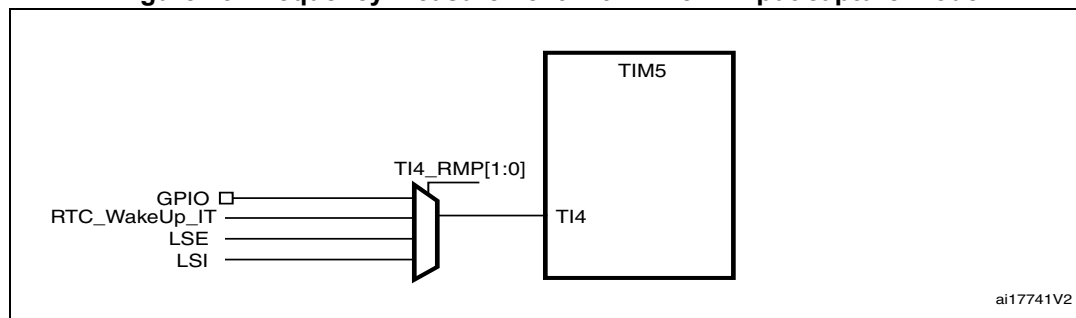 TIM5
TI4_RMP[1:0]
GPIO
RTC_WakeUp_IT
TI4
LSE
LSI
ai17741V2